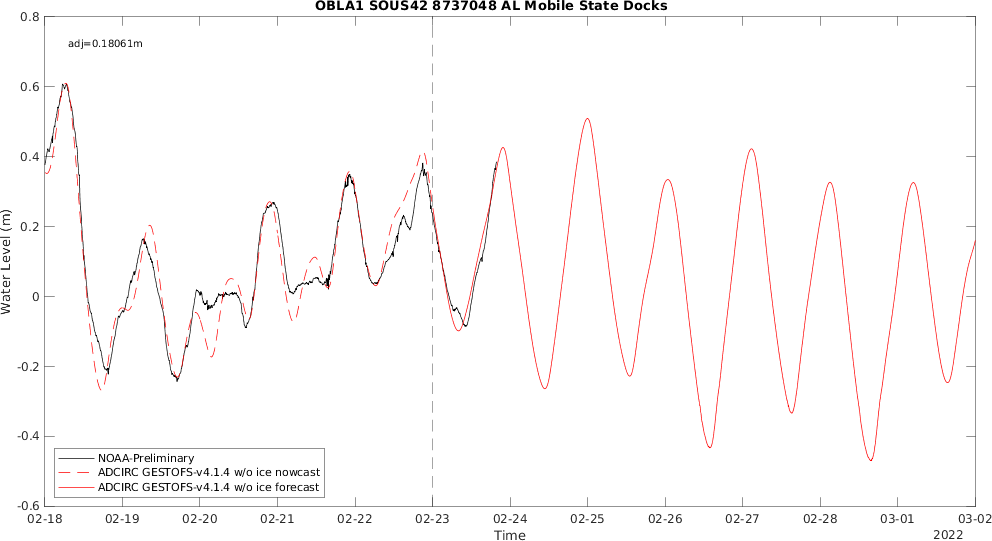 OBLA1 SOUS42 8737048 AL Mobile State Docks
adj=0.18061m
Water Level (m)
0.8
0.6
0.4
0.2
0
-0.2
-0.4
-0.6
NOAA-Preliminary
ADCIRC GESTOFS-v4.1.4 w/o ice nowcast
ADCIRC GESTOFS-v4.1.4 w/o ice forecast
02-18 02-19 02-20 02-21 02-22 02-23 02-24 02-25 02-26 02-27 02-28 03-01 03-02
Time
2022